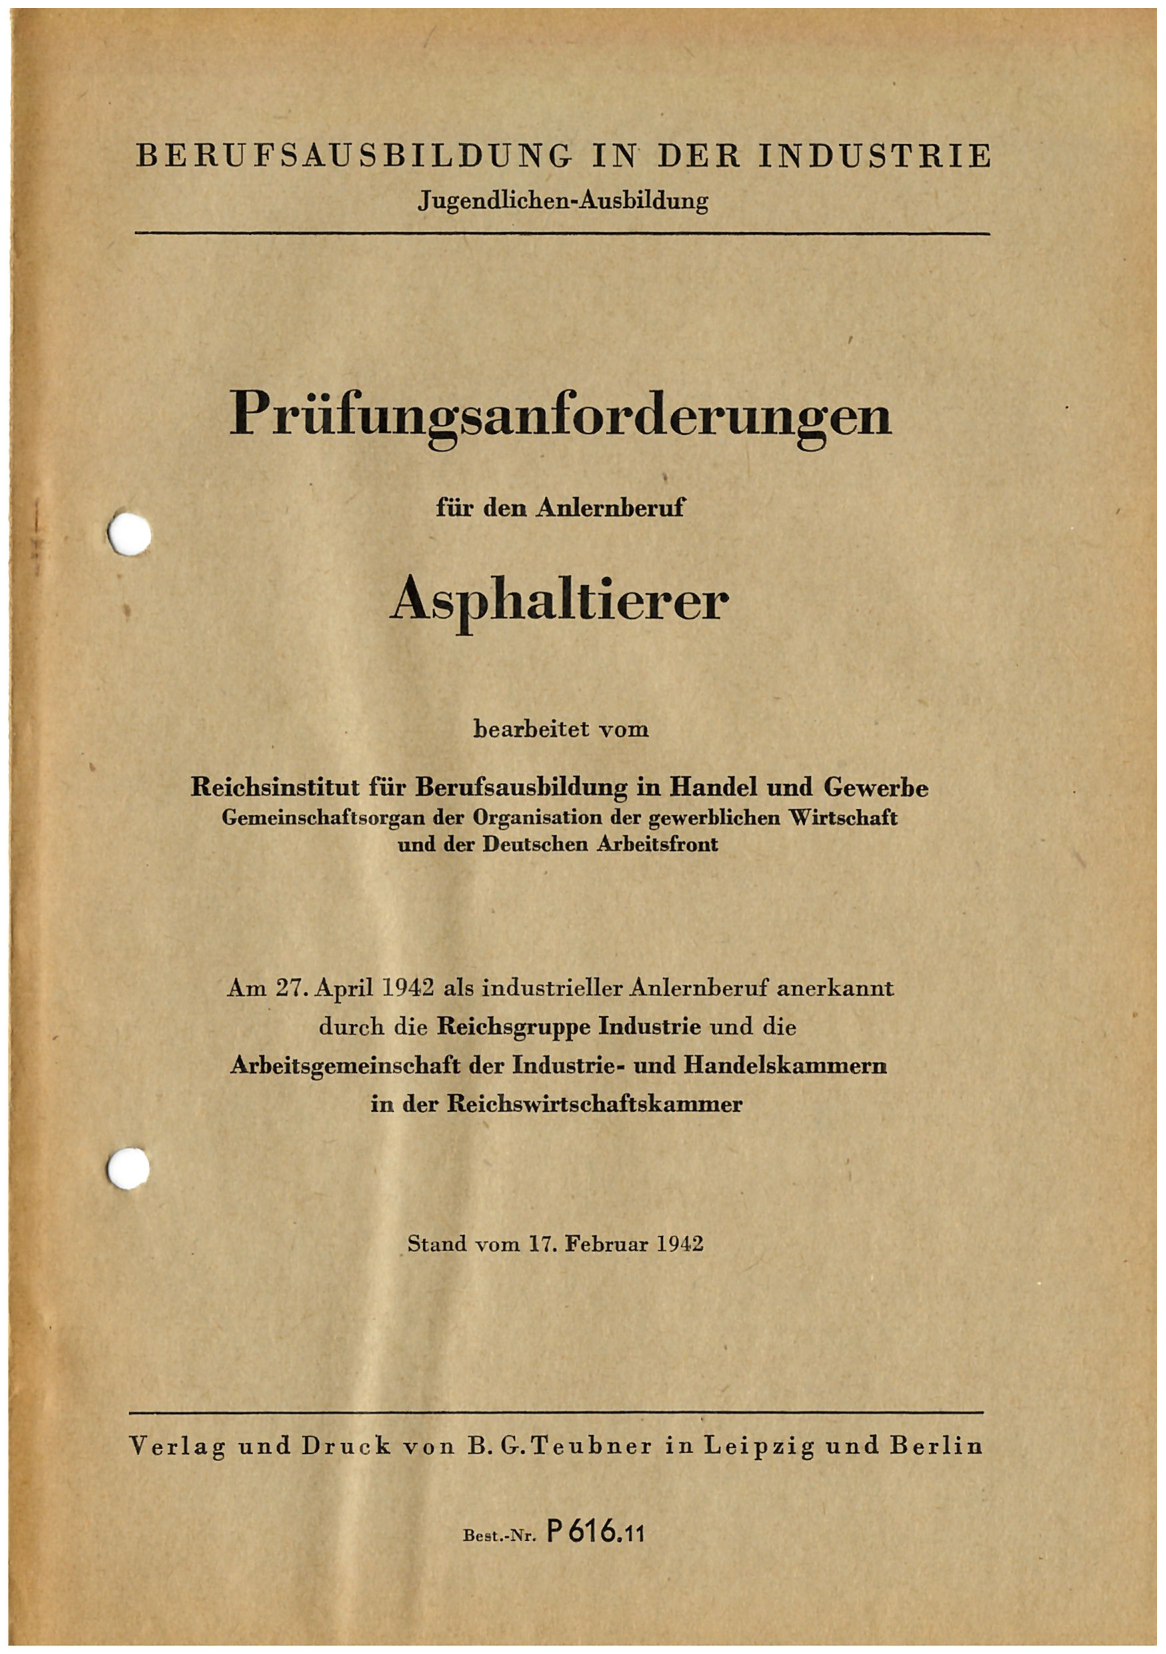 BERUFSAUSBILDUNG IN DER INDUSTRIE
Jugendlichen-Ausbildung
Prüfungsanforderungen
für den Anlernberuf
Asphaltierer
bearbeitet vom
Reichsinstitut für Berufsausbildung in Handel und Gewerbe
Gemeinschaftsorgan der Organisation der gewerblichen Wirtschaft
und der Deutschen Arbeitsfront
Am 27. April 1942 als industrieller Anlernberuf anerkannt
durch die Reichsgruppe Industrie und die
Arbeitsgemeinschaft der Industrie- und Handelskammern
in der Reichswirtschaftskammer
Stand vom 17. Februar 1942
Verlag und Druck von B. G. Teubner in Leipzig und Berlin
Best.-Nr. P 616.11